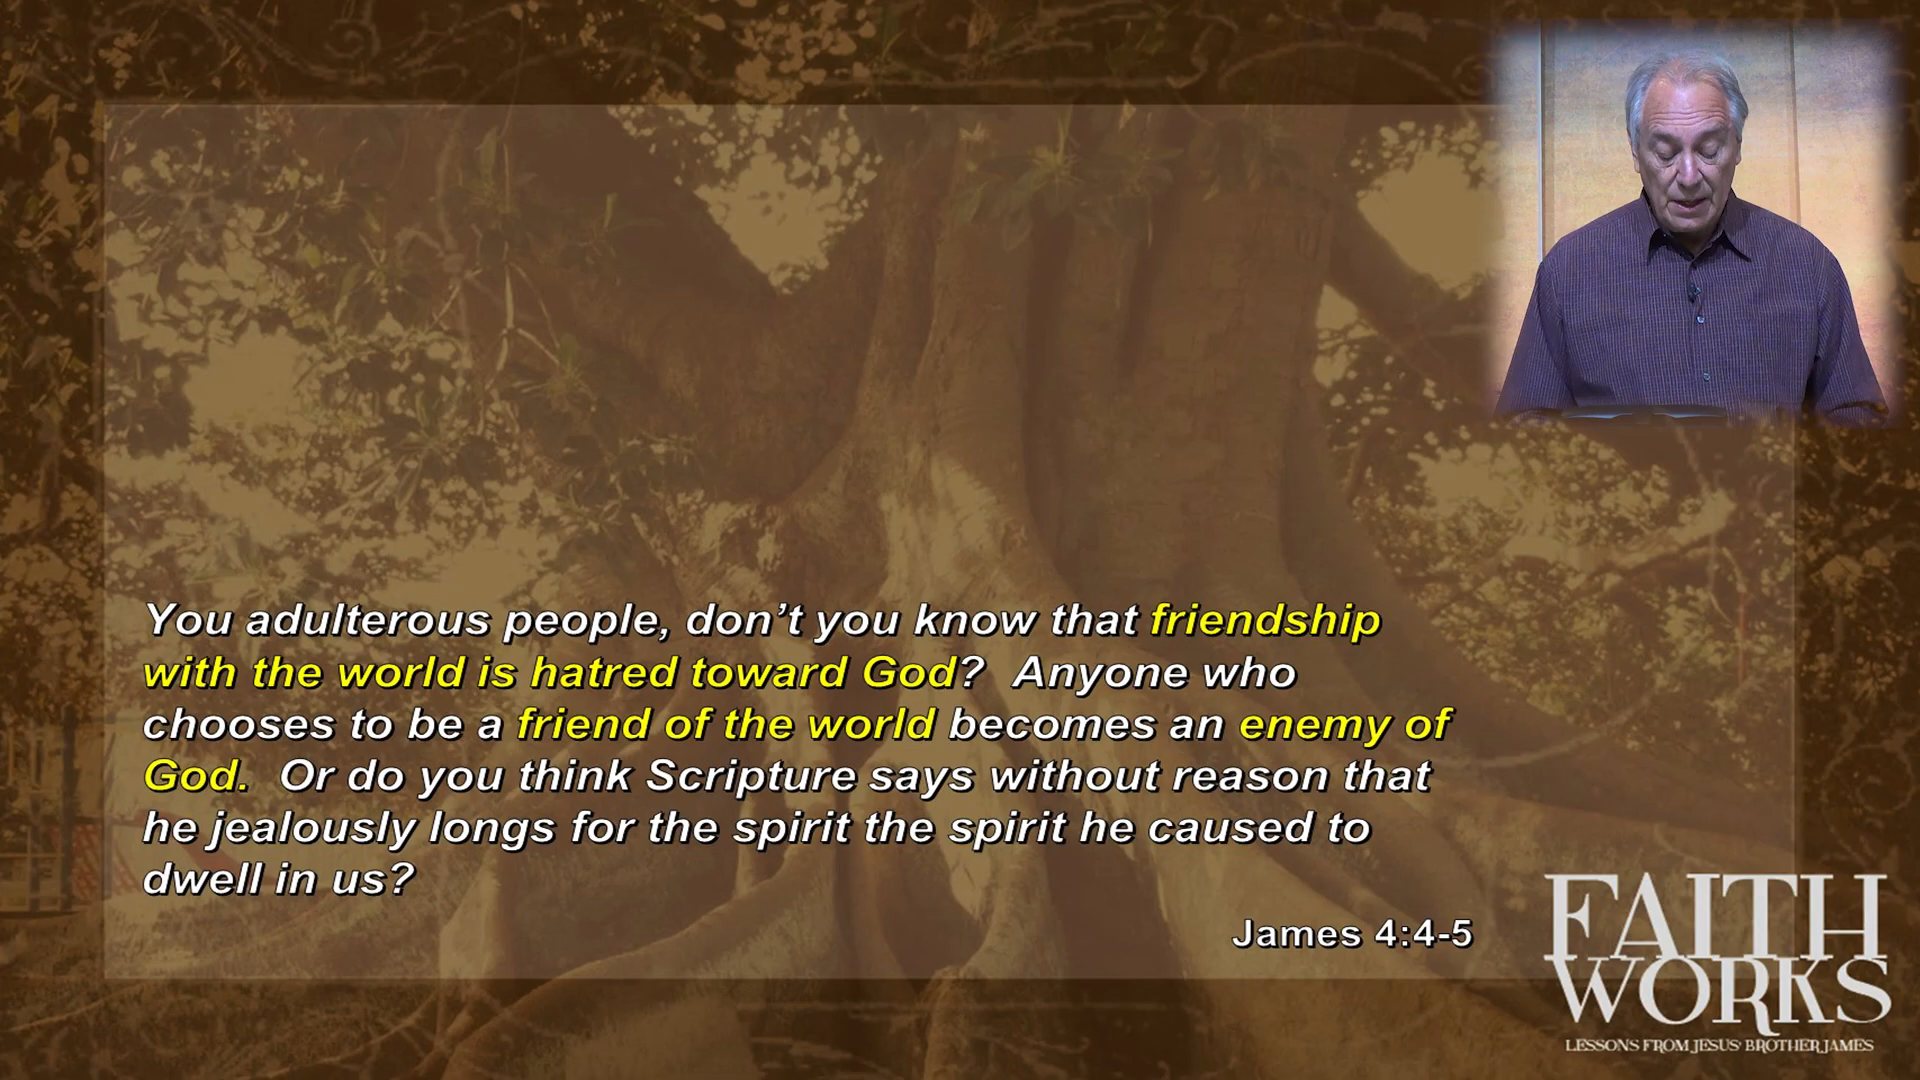 You adulterous people, don’t you know that friendship
with the world is hatred toward God?  Anyone who
chooses to be a friend of the world becomes an enemy of
God.  Or do you think Scripture says without reason that
he jealously longs for the spirit the spirit he caused to
dwell in us?
James 4:4-5
FAITH
WORKS
LESSONS FROM JESUS' BROTHER JAMES